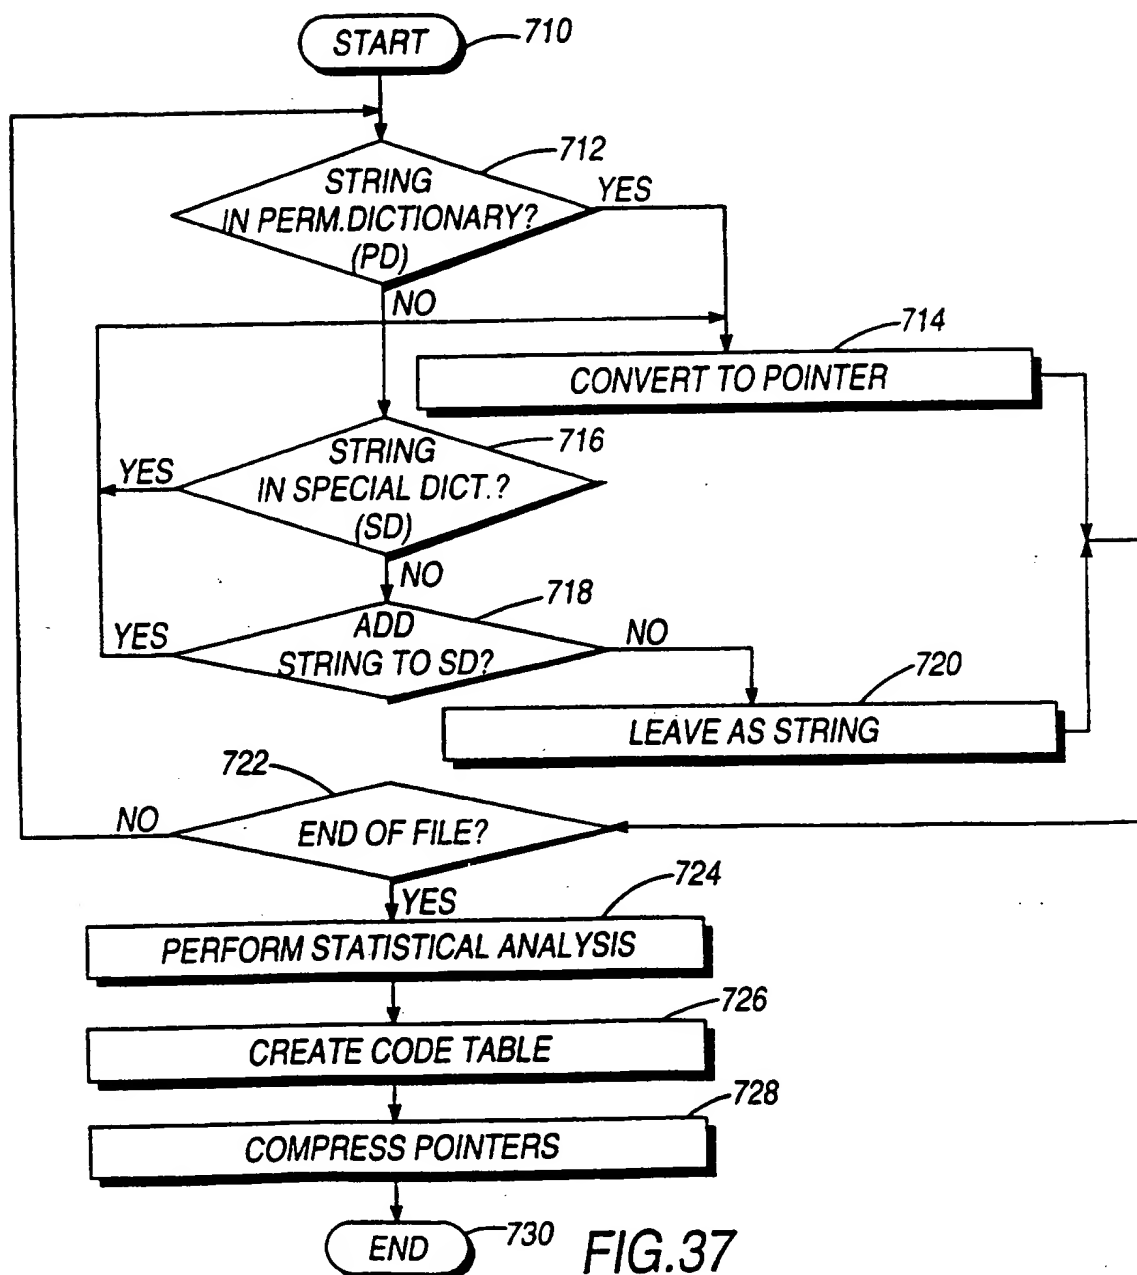 START
710
712
STRING
IN PERM.DICTIONARY?
(PD)
YES
NO
714
CONVERT TO POINTER
716
STRING
IN SPECIAL DICT.?
(SD)
YES
NO
718
ADD
STRING TO SD?
YES
NO
720
LEAVE AS STRING
722
END OF FILE?
NO
YES
724
PERFORM STATISTICAL ANALYSIS
726
CREATE CODE TABLE
728
COMPRESS POINTERS
END
730
FIG.37